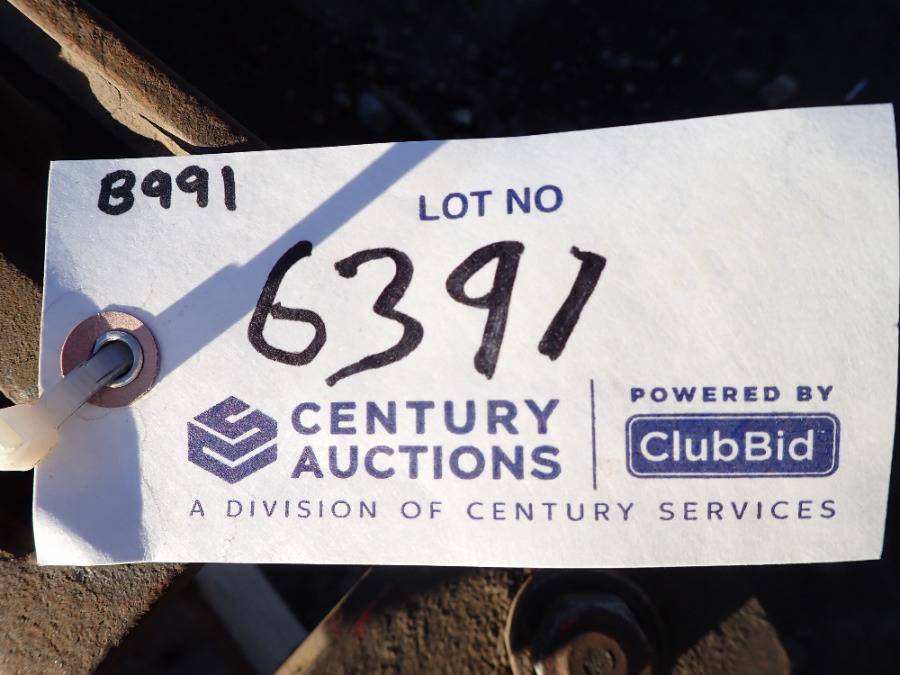 B991
LOT NO
6391
CENTURY
AUCTIONS
POWERED BY
ClubBid
A DIVISION OF CENTURY SERVICES